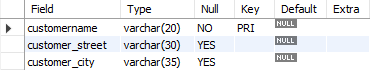 Field Type Null Key Default Extra
customername varchar(20) NO PRI NULL
customer_street varchar(30) YES NULL
customer_city varchar(35) YES NULL